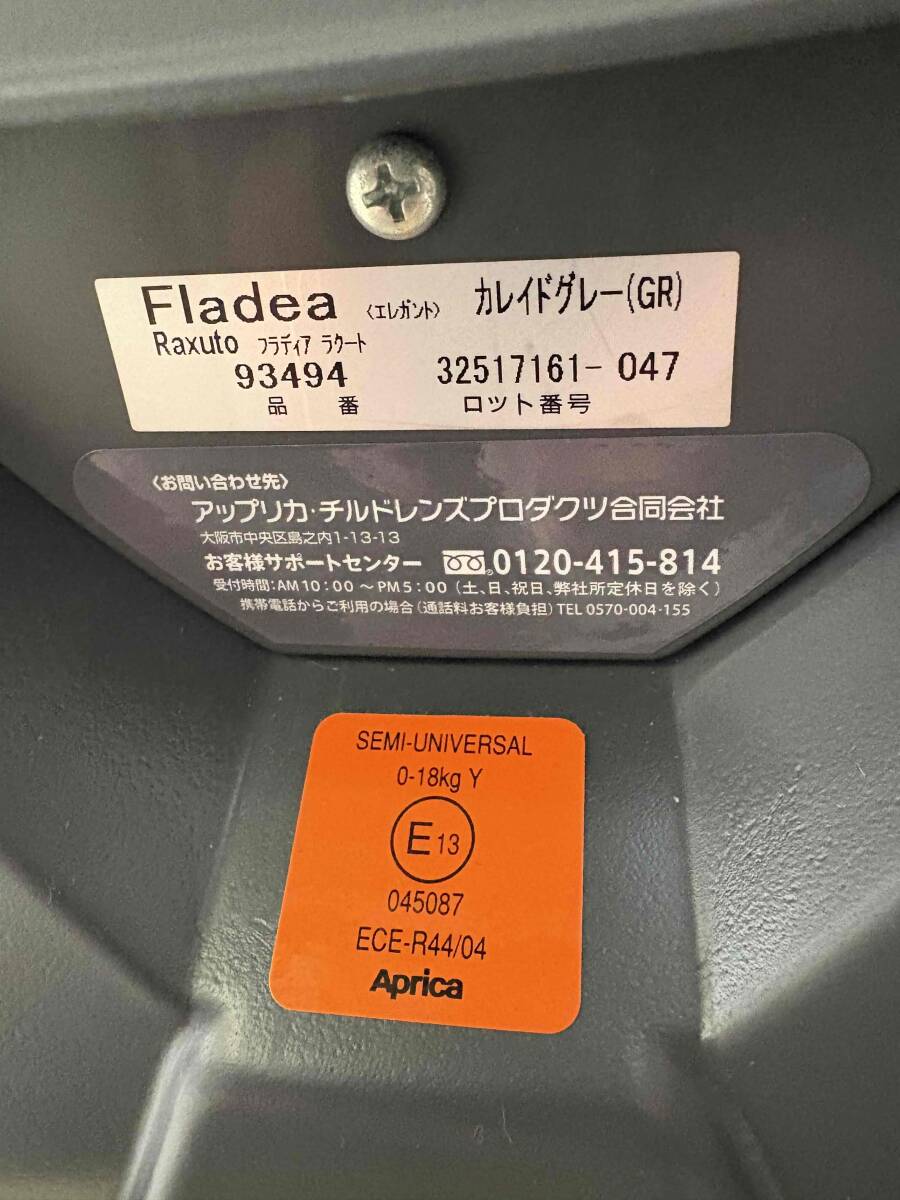 Fladea 〈エレガント〉 カレイドグレー(GR)
Raxuto フラディア ラクート
93494 32517161-047
品番 ロット番号
〈お問い合わせ先〉
アップリカ・チルドレンズプロダクツ合同会社
大阪市中央区島之内1-13-13
お客様サポートセンター 0120-415-814
受付時間:AM10:00～PM5:00(土、日、祝日、弊社所定休日を除く)
携帯電話からご利用の場合(通話料お客様負担)TEL 0570-004-155
SEMI-UNIVERSAL
0-18kg Y
E13
045087
ECE-R44/04
Aprica